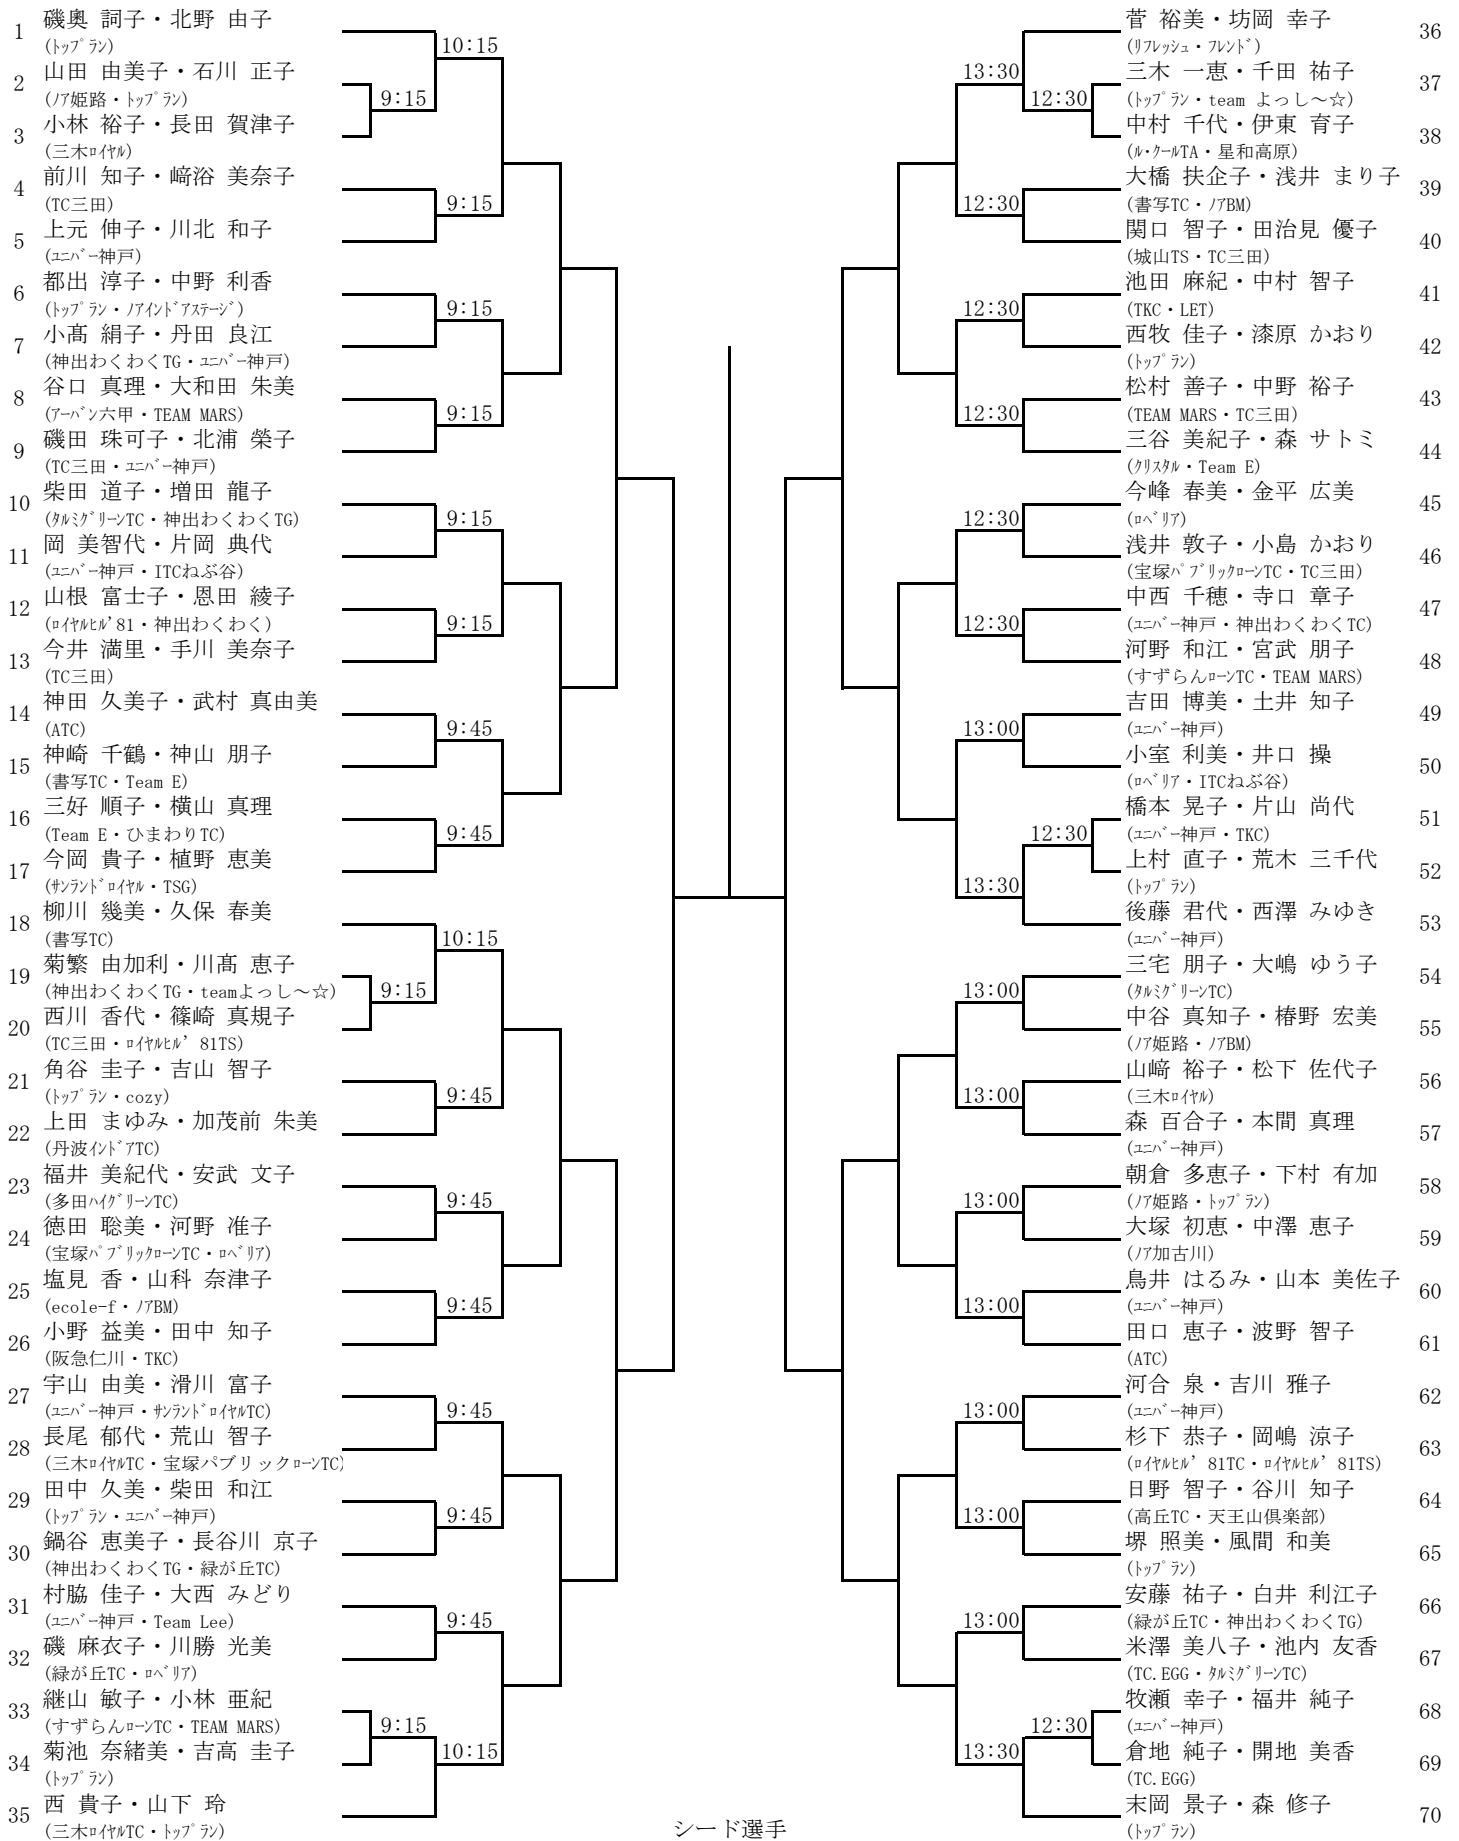 1 磯奥 詞子・北野 由子
(ﾄｯﾌﾟﾗﾝ)
10:15
2 山田 由美子・石川 正子
(ﾉｱ姫路・ﾄｯﾌﾟﾗﾝ)
9:15
3 小林 裕子・長田 賀津子
(三木ﾛｲﾔﾙ)
4 前川 知子・﨑浴 美奈子
(TC三田)
9:15
5 上元 伸子・川北 和子
(ﾕﾆﾊﾞｰ神戸)
6 都出 淳子・中野 利香
(ﾄｯﾌﾟﾗﾝ・ﾉｱｲﾝﾄﾞｱｽﾃｰｼﾞ)
9:15
7 小髙 絹子・丹田 良江
(神出わくわくTG・ﾕﾆﾊﾞｰ神戸)
8 谷口 真理・大和田 朱美
(ｱｰﾊﾞﾝ六甲・TEAM MARS)
9:15
9 磯田 珠可子・北浦 榮子
(TC三田・ﾕﾆﾊﾞｰ神戸)
10 柴田 道子・増田 龍子
(ﾀﾙﾐｸﾞﾘｰﾝTC・神出わくわくTG)
9:15
11 岡 美智代・片岡 典代
(ﾕﾆﾊﾞｰ神戸・ITCねぶ谷)
12 山根 富士子・恩田 綾子
(ﾛｲﾔﾙﾋﾙ’81・神出わくわく)
9:15
13 今井 満里・手川 美奈子
(TC三田)
14 神田 久美子・武村 真由美
(ATC)
9:45
15 神崎 千鶴・神山 朋子
(書写TC・Team E)
16 三好 順子・横山 真理
(Team E・ひまわりTC)
9:45
17 今岡 貴子・植野 恵美
(ｻﾝﾗﾝﾄﾞﾛｲﾔﾙ・TSG)
18 柳川 幾美・久保 春美
(書写TC)
10:15
19 菊繁 由加利・川髙 恵子
(神出わくわくTG・teamよっし～☆)
9:15
20 西川 香代・篠崎 真規子
(TC三田・ﾛｲﾔﾙﾋﾙ’81TS)
21 角谷 圭子・吉山 智子
(ﾄｯﾌﾟﾗﾝ・cozy)
9:45
22 上田 まゆみ・加茂前 朱美
(丹波ｲﾝﾄﾞｱTC)
23 福井 美紀代・安武 文子
(多田ﾊｲｸﾞﾘｰﾝTC)
9:45
24 徳田 聡美・河野 准子
(宝塚ﾊﾟﾌﾞﾘｯｸﾛｰﾝTC・ﾛﾍﾞﾘｱ)
25 塩見 香・山科 奈津子
(ecole-f・ﾉｱBM)
9:45
26 小野 益美・田中 知子
(阪急仁川・TKC)
27 宇山 由美・滑川 富子
(ﾕﾆﾊﾞｰ神戸・ｻﾝﾗﾝﾄﾞﾛｲﾔﾙTC)
9:45
28 長尾 郁代・荒山 智子
(三木ﾛｲﾔﾙTC・宝塚パブリックﾛｰﾝTC)
29 田中 久美・柴田 和江
(ﾄｯﾌﾟﾗﾝ・ﾕﾆﾊﾞｰ神戸)
9:45
30 鍋谷 恵美子・長谷川 京子
(神出わくわくTG・緑が丘TC)
31 村脇 佳子・大西 みどり
(ﾕﾆﾊﾞｰ神戸・Team Lee)
9:45
32 磯 麻衣子・川勝 光美
(緑が丘TC・ﾛﾍﾞﾘｱ)
33 継山 敏子・小林 亜紀
(すずらんﾛｰﾝTC・TEAM MARS)
9:15
34 菊池 奈緒美・吉高 圭子
(ﾄｯﾌﾟﾗﾝ)
10:15
35 西 貴子・山下 玲
(三木ﾛｲﾔﾙTC・ﾄｯﾌﾟﾗﾝ)
菅 裕美・坊岡 幸子 36
(ﾘﾌﾚｯｼｭ・ﾌﾚﾝﾄﾞ)
13:30
三木 一恵・千田 祐子 37
(ﾄｯﾌﾟﾗﾝ・team よっし～☆)
12:30
中村 千代・伊東 育子 38
(ﾙ・ｸｰﾙTA・星和高原)
大橋 扶企子・浅井 まり子 39
(書写TC・ﾉｱBM)
12:30
関口 智子・田治見 優子 40
(城山TS・TC三田)
池田 麻紀・中村 智子 41
(TKC・LET)
12:30
西牧 佳子・漆原 かおり 42
(ﾄｯﾌﾟﾗﾝ)
松村 善子・中野 裕子 43
(TEAM MARS・TC三田)
12:30
三谷 美紀子・森 サトミ 44
(ｸﾘｽﾀﾙ・Team E)
今峰 春美・金平 広美 45
(ﾛﾍﾞﾘｱ)
12:30
浅井 敦子・小島 かおり 46
(宝塚ﾊﾟﾌﾞﾘｯｸﾛｰﾝTC・TC三田)
中西 千穂・寺口 章子 47
(ﾕﾆﾊﾞｰ神戸・神出わくわくTC)
12:30
河野 和江・宮武 朋子 48
(すずらんﾛｰﾝTC・TEAM MARS)
吉田 博美・土井 知子 49
(ﾕﾆﾊﾞｰ神戸)
13:00
小室 利美・井口 操 50
(ﾛﾍﾞﾘｱ・ITCねぶ谷)
橋本 晃子・片山 尚代 51
(ﾕﾆﾊﾞｰ神戸・TKC)
12:30
上村 直子・荒木 三千代 52
(ﾄｯﾌﾟﾗﾝ)
13:30
後藤 君代・西澤 みゆき 53
(ﾕﾆﾊﾞｰ神戸)
三宅 朋子・大嶋 ゆう子 54
(ﾀﾙﾐｸﾞﾘｰﾝTC)
13:00
中谷 真知子・椿野 宏美 55
(ﾉｱ姫路・ﾉｱBM)
山﨑 裕子・松下 佐代子 56
(三木ﾛｲﾔﾙ)
13:00
森 百合子・本間 真理 57
(ﾕﾆﾊﾞｰ神戸)
朝倉 多恵子・下村 有加 58
(ﾉｱ姫路・ﾄｯﾌﾟﾗﾝ)
13:00
大塚 初恵・中澤 恵子 59
(ﾉｱ加古川)
鳥井 はるみ・山本 美佐子 60
(ﾕﾆﾊﾞｰ神戸)
13:00
田口 恵子・波野 智子 61
(ATC)
河合 泉・吉川 雅子 62
(ﾕﾆﾊﾞｰ神戸)
13:00
杉下 恭子・岡嶋 涼子 63
(ﾛｲﾔﾙﾋﾙ’81TC・ﾛｲﾔﾙﾋﾙ’81TS)
日野 智子・谷川 知子 64
(高丘TC・天王山倶楽部)
13:00
堺 照美・風間 和美 65
(ﾄｯﾌﾟﾗﾝ)
安藤 祐子・白井 利江子 66
(緑が丘TC・神出わくわくTG)
13:00
米澤 美八子・池内 友香 67
(TC.EGG・ﾀﾙﾐｸﾞﾘｰﾝTC)
牧瀬 幸子・福井 純子 68
(ﾕﾆﾊﾞｰ神戸)
12:30
倉地 純子・開地 美香 69
(TC.EGG)
13:30
末岡 景子・森 修子 70
(ﾄｯﾌﾟﾗﾝ)
シード選手